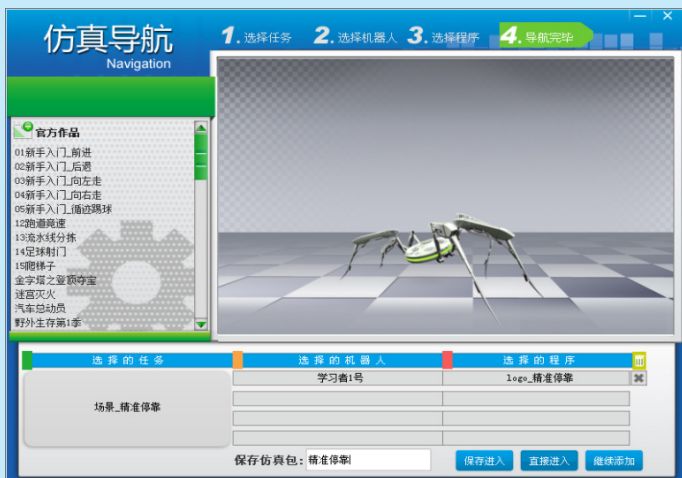 仿真导航
Navigation
1.选择任务 2.选择机器人 3.选择程序 4.导航完毕
官方作品
01新手入门_前进
02新手入门_后退
03新手入门_向左走
04新手入门_向右走
05新手入门_循迹踢球
12跑道竞速
13流水线分拣
14足球射门
15爬梯子
金字塔之登顶夺宝
迷宫灭火
汽车总动员
野外生存第1季
选择的任务 选择的机器人 选择的程序
学习者1号 logo_精准停靠
场景_精准停靠
保存仿真包: 精准停靠
保存进入 直接进入 继续添加